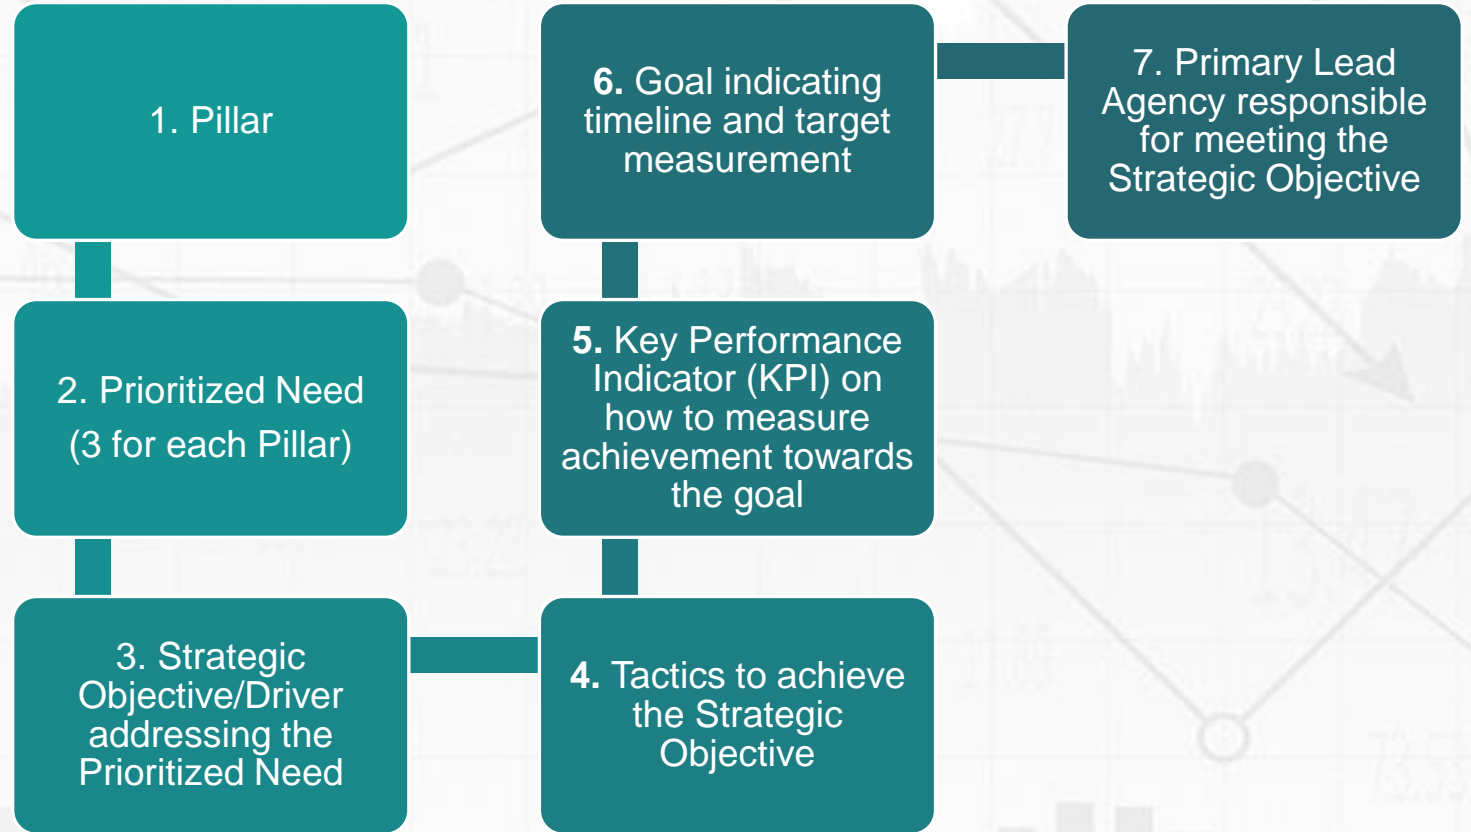 1. Pillar
2. Prioritized Need
(3 for each Pillar)
3. Strategic
Objective/Driver
addressing the
Prioritized Need
4. Tactics to achieve
the Strategic
Objective
5. Key Performance
Indicator (KPI) on
how to measure
achievement towards
the goal
6. Goal indicating
timeline and target
measurement
7. Primary Lead
Agency responsible
for meeting the
Strategic Objective